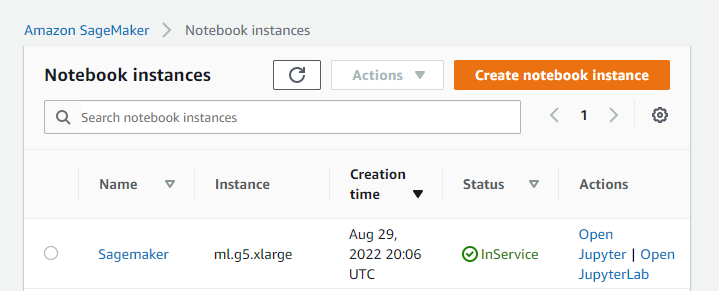 Amazon SageMaker > Notebook instances
Notebook instances
Actions
Create notebook instance
Search notebook instances
1
Name
Instance
Creation
time
Status
Actions
Sagemaker
ml.g5.xlarge
Aug 29,
2022 20:06
UTC
InService
Open
Jupyter | Open
JupyterLab